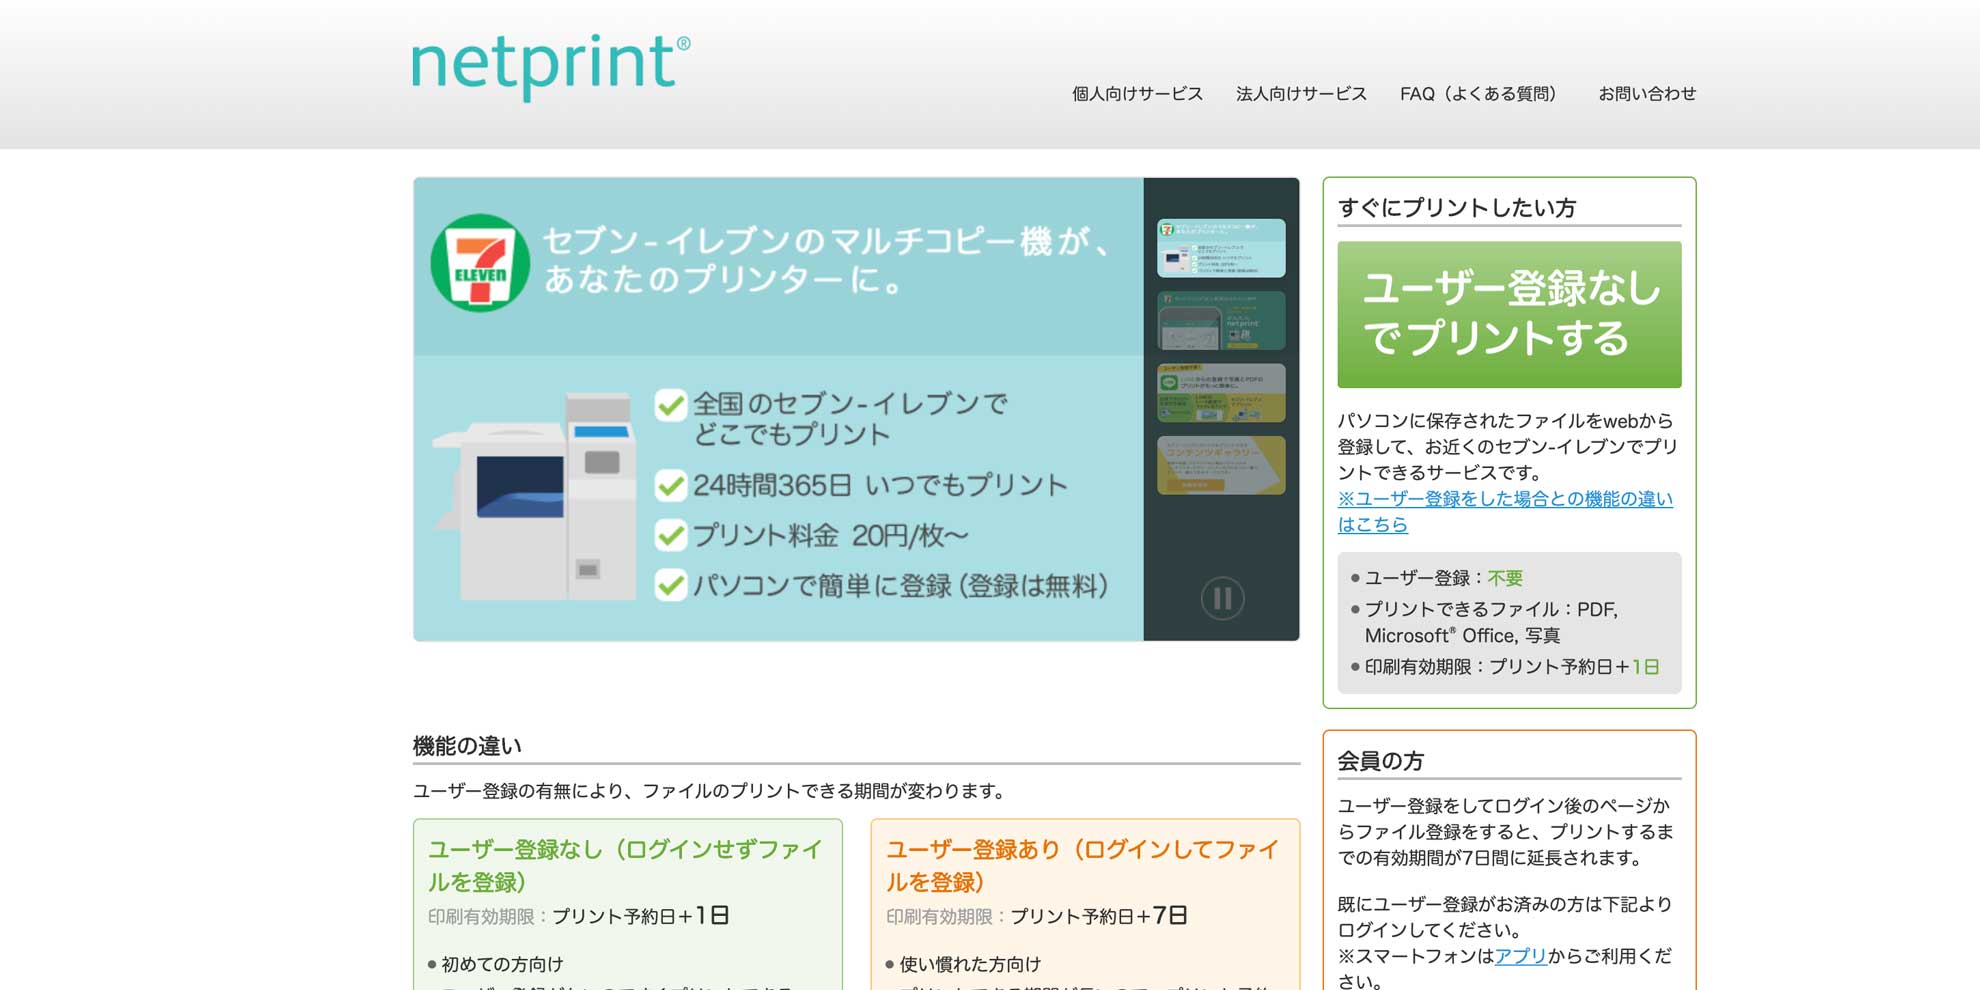 netprint®
個人向けサービス
法人向けサービス
FAQ（よくある質問）
お問い合わせ
7
ELEVEN
セブン-イレブンのマルチコピー機が、
あなたのプリンターに。
全国のセブン-イレブンで
どこでもプリント
24時間365日 いつでもプリント
プリント料金 20円/枚～
パソコンで簡単に登録（登録は無料）
netprint
コンテンツギャラリー
すぐにプリントしたい方
ユーザー登録なし
でプリントする
パソコンに保存されたファイルをwebから
登録して、お近くのセブン-イレブンでプリ
ントできるサービスです。
※ユーザー登録をした場合との機能の違い
はこちら
ユーザー登録：不要
プリントできるファイル：PDF,
Microsoft® Office, 写真
印刷有効期限：プリント予約日＋1日
機能の違い
ユーザー登録の有無により、ファイルのプリントできる期間が変わります。
ユーザー登録なし（ログインせずファイ
ルを登録）
印刷有効期限：プリント予約日＋1日
初めての方向け
ユーザー登録あり（ログインしてファイ
ルを登録）
印刷有効期限：プリント予約日＋7日
使い慣れた方向け
会員の方
ユーザー登録をしてログイン後のページか
らファイル登録をすると、プリントするま
での有効期間が7日間に延長されます。
既にユーザー登録がお済みの方は下記より
ログインしてください。
※スマートフォンはアプリからご利用くだ
さい。